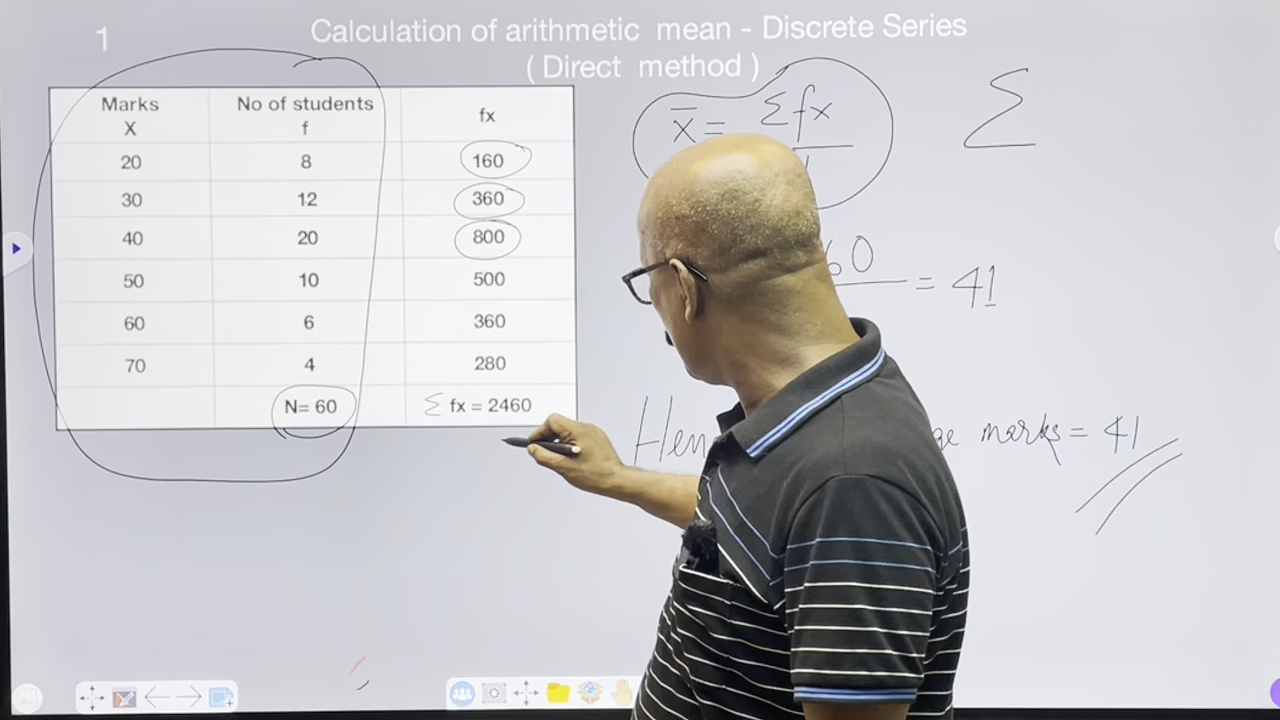 1
Calculation of arithmetic mean - Discrete Series
( Direct method )
Marks No of students fx
X f
20 8 160
30 12 360
40 20 800
50 10 500
60 6 360
70 4 280
N= 60 Σ fx = 2460
x̄ = Σfx
Σ
60 = 41
marks = 41